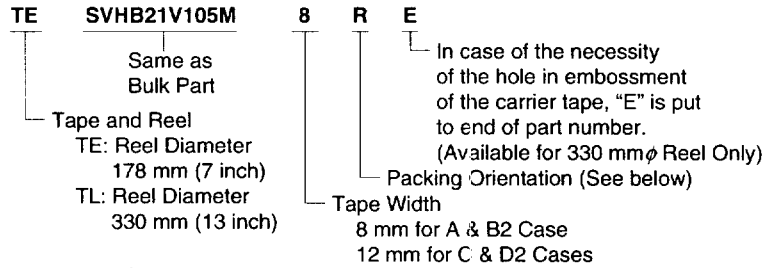 TE SVHB21V105M 8 R E
Same as
Bulk Part
Tape and Reel
TE: Reel Diameter
178 mm (7 inch)
TL: Reel Diameter
330 mm (13 inch)
In case of the necessity
of the hole in embossment
of the carrier tape, “E” is put
to end of part number.
(Available for 330 mmϕ Reel Only)
Packing Orientation (See below)
Tape Width
8 mm for A & B2 Case
12 mm for C & D2 Cases